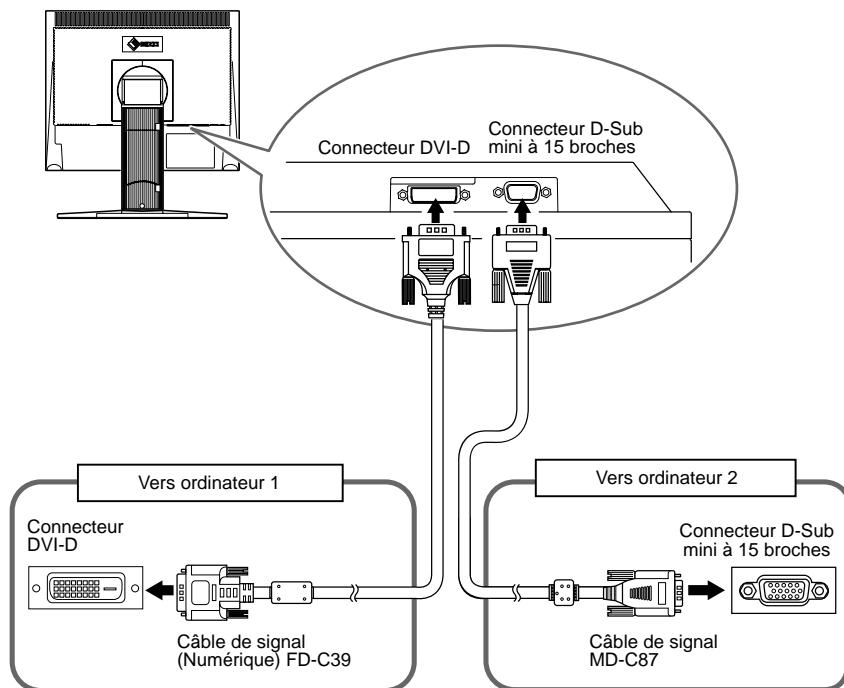 Connecteur DVI-D
Connecteur D-Sub
mini à 15 broches
Vers ordinateur 1
Connecteur
DVI-D
Câble de signal
(Numérique) FD-C39
Vers ordinateur 2
Connecteur D-Sub
mini à 15 broches
Câble de signal
MD-C87